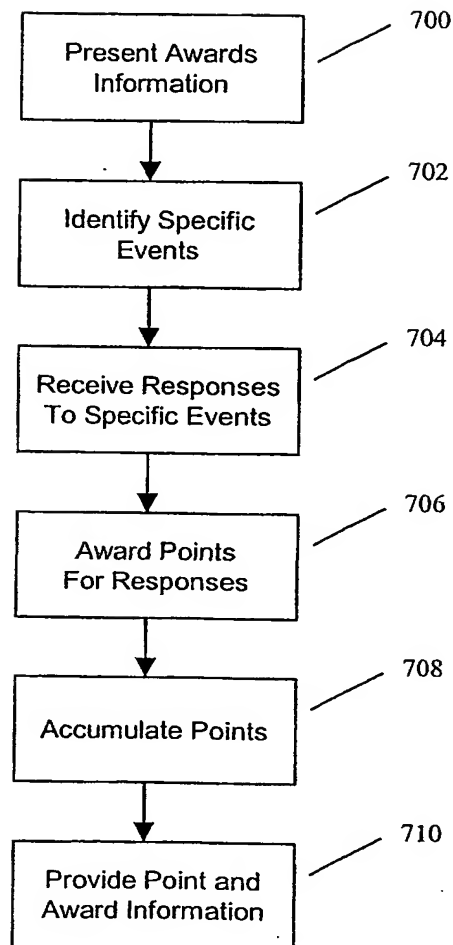 700
Present Awards
Information
702
Identify Specific
Events
704
Receive Responses
To Specific Events
706
Award Points
For Responses
708
Accumulate Points
710
Provide Point and
Award Information